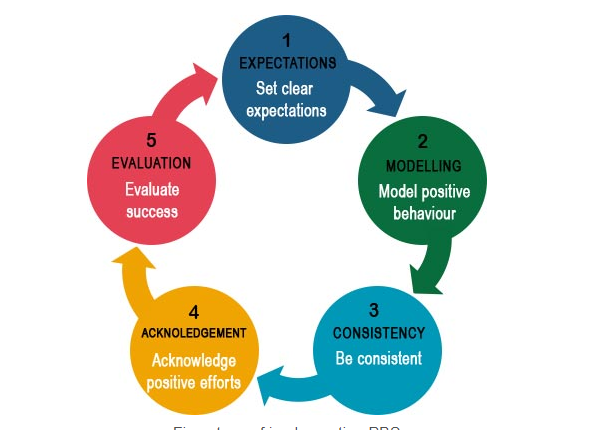 1
EXPECTATIONS
Set clear
expectations
2
MODELLING
Model positive
behaviour
3
CONSISTENCY
Be consistent
4
ACKNOLEDGEMENT
Acknowledge
positive efforts
5
EVALUATION
Evaluate
success